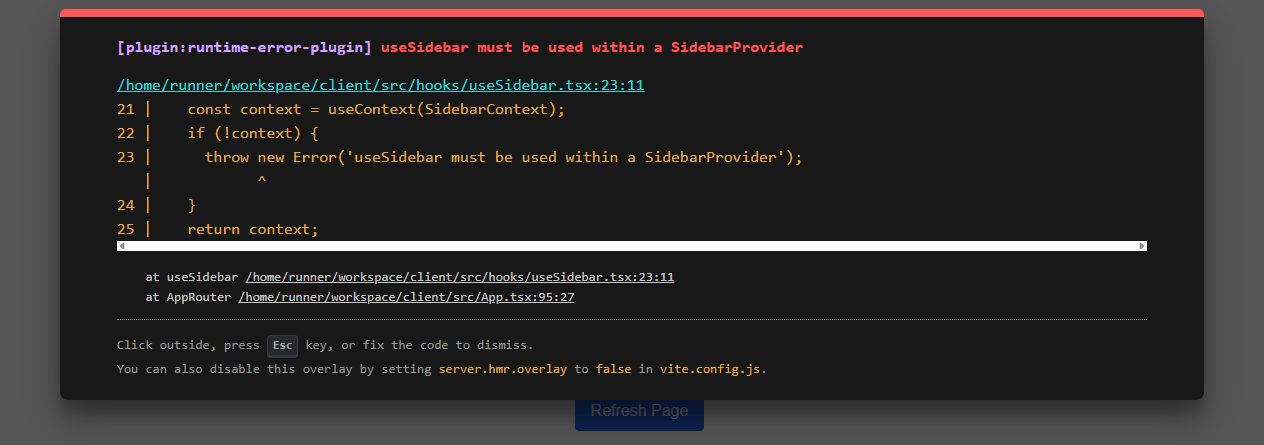 [plugin:runtime-error-plugin] useSidebar must be used within a SidebarProvider
/home/runner/workspace/client/src/hooks/useSidebar.tsx:23:11
21 |    const context = useContext(SidebarContext);
22 |    if (!context) {
23 |      throw new Error('useSidebar must be used within a SidebarProvider');
   |            ^
24 |    }
25 |    return context;
at useSidebar /home/runner/workspace/client/src/hooks/useSidebar.tsx:23:11
at AppRouter /home/runner/workspace/client/src/App.tsx:95:27
Click outside, press Esc key, or fix the code to dismiss.
You can also disable this overlay by setting server.hmr.overlay to false in vite.config.js.
Refresh Page